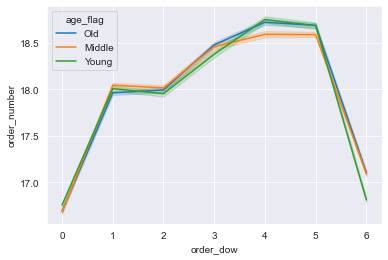 age_flag
Old
Middle
Young
18.5
18.0
17.5
17.0
order_number
0 1 2 3 4 5 6
order_dow